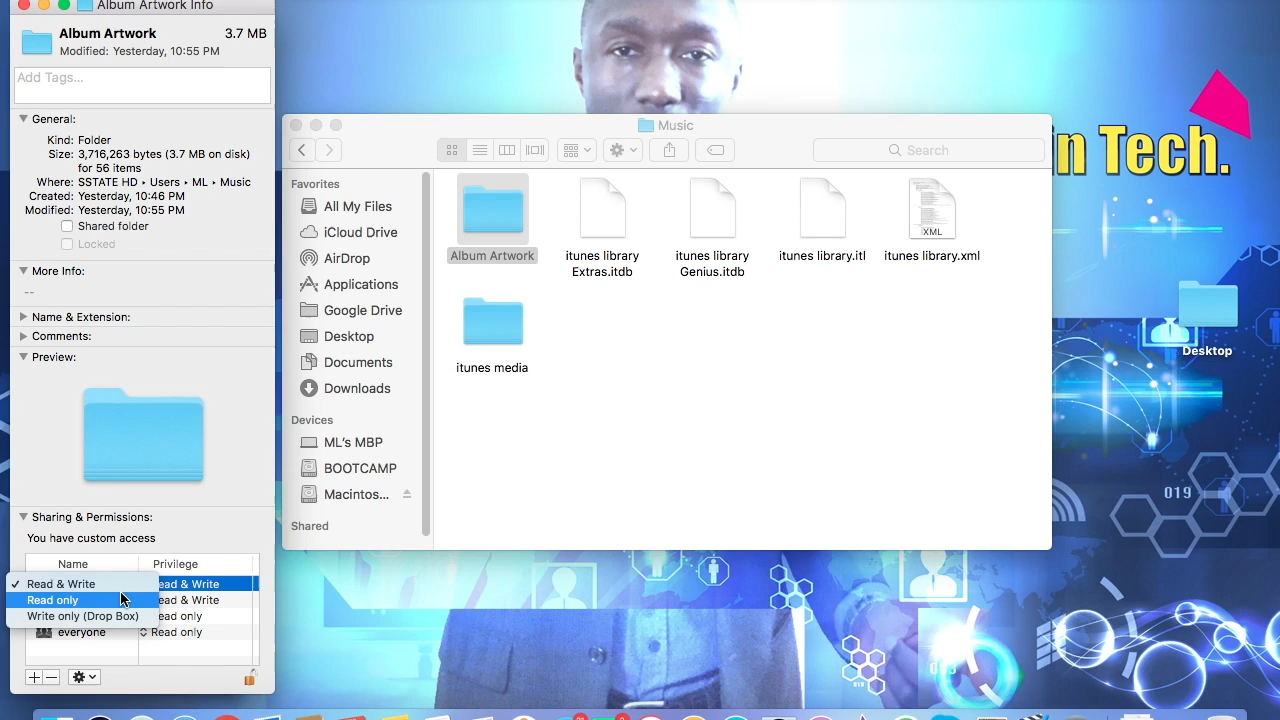 Album Artwork Info
Album Artwork 3.7 MB
Modified: Yesterday, 10:55 PM
Add Tags...
General:
Kind: Folder
Size: 3,716,263 bytes (3.7 MB on disk)
for 56 items
Where: SSTATE HD ▸ Users ▸ ML ▸ Music
Created: Yesterday, 10:46 PM
Modified: Yesterday, 10:55 PM
Shared folder
Locked
More Info:
--
Name & Extension:
Comments:
Preview:
Sharing & Permissions:
You have custom access
Name Privilege
✓ Read & Write
Read only
Write only (Drop Box)
ead & Write
ead & Write
ead only
everyone Read only
Music
Search
Favorites
All My Files
iCloud Drive
AirDrop
Applications
Google Drive
Desktop
Documents
Downloads
Devices
ML's MBP
BOOTCAMP
Macintos...
Shared
Album Artwork
itunes library
Extras.itdb
itunes library
Genius.itdb
itunes library.itl
XML
itunes library.xml
itunes media
in Tech.
Desktop
019